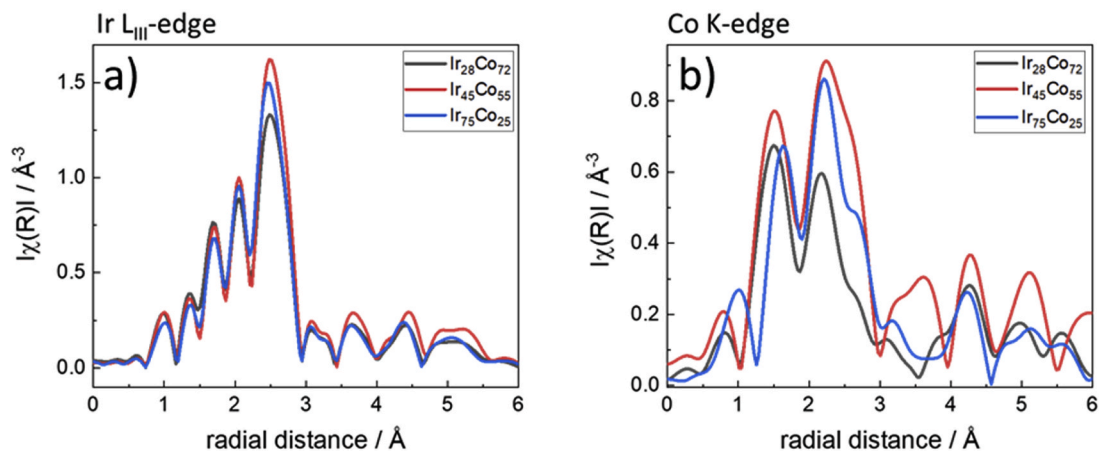 Ir L_III-edge
a)
Ir28Co72
Ir45Co55
Ir75Co25
1.5
1.0
0.5
0.0
Iχ(R)I / Å-3
0 1 2 3 4 5 6
radial distance / Å
Co K-edge
b)
Ir28Co72
Ir45Co55
Ir75Co25
0.8
0.6
0.4
0.2
0.0
Iχ(R)I / Å-3
0 1 2 3 4 5 6
radial distance / Å